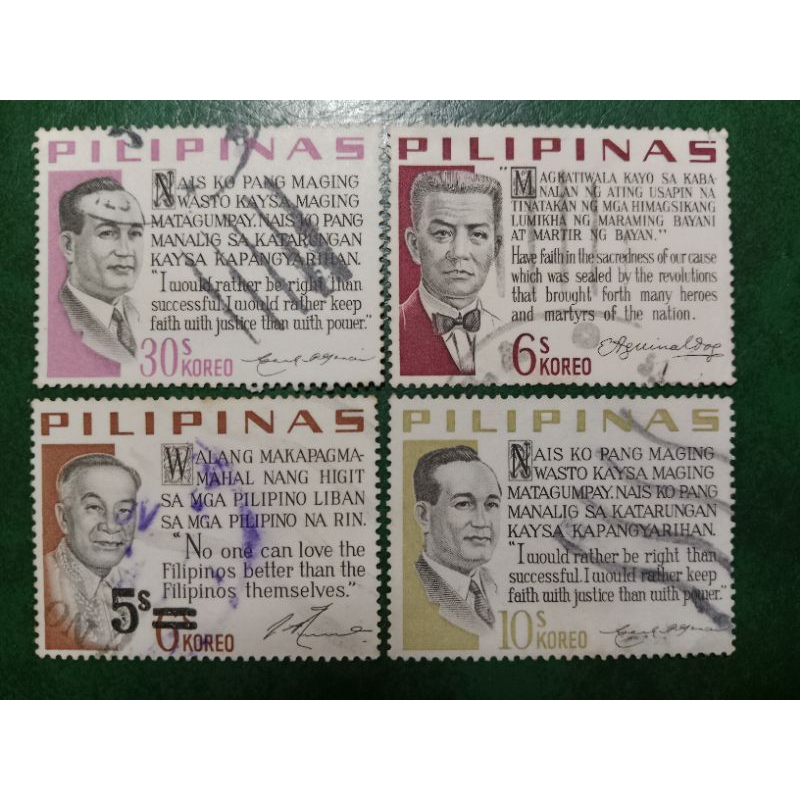 PILIPINAS
NAIS KO PANG MAGING
WASTO KAYSA MAGING
MATAGUMPAY. NAIS KO PANG
MANALIG SA KATARUNGAN
KAYSA KAPANGYARIHAN.
"I would rather be right than
successful. I would rather keep
faith with justice than with power."
30s KOREO
PILIPINAS
"MAGKATIWALA KAYO SA KABA-
NALAN NG ATING USAPIN NA
TINATAKAN NG MGA HIMAGSIKANG
LUMIKHA NG MARAMING BAYANI
AT MARTIR NG BAYAN."
Have faith in the sacredness of our cause
which was sealed by the revolutions
that brought forth many heroes
and martyrs of the nation.
6s KOREO
EAguinaldo
PILIPINAS
WALANG MAKAPAGMA-
MAHAL NANG HIGIT
SA MGA PILIPINO LIBAN
SA MGA PILIPINO NA RIN.
"No one can love the
Filipinos better than the
Filipinos themselves."
5s
KOREO
PILIPINAS
NAIS KO PANG MAGING
WASTO KAYSA MAGING
MATAGUMPAY. NAIS KO PANG
MANALIG SA KATARUNGAN
KAYSA KAPANGYARIHAN.
"I would rather be right than
successful. I would rather keep
faith with justice than with power."
10s KOREO